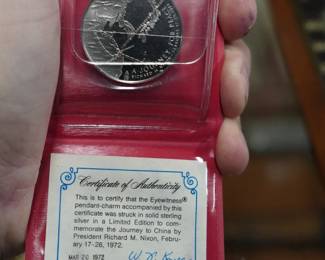 A JOURNEY
Certificate of Authenticity
This is to certify that the Eyewitness®
pendant-charm accompanied by this
certificate was struck in solid sterling
silver in a Limited Edition to com-
memorate the Journey to China by
President Richard M. Nixon, Febru-
ary 17-28, 1972.
MAR 20 1972